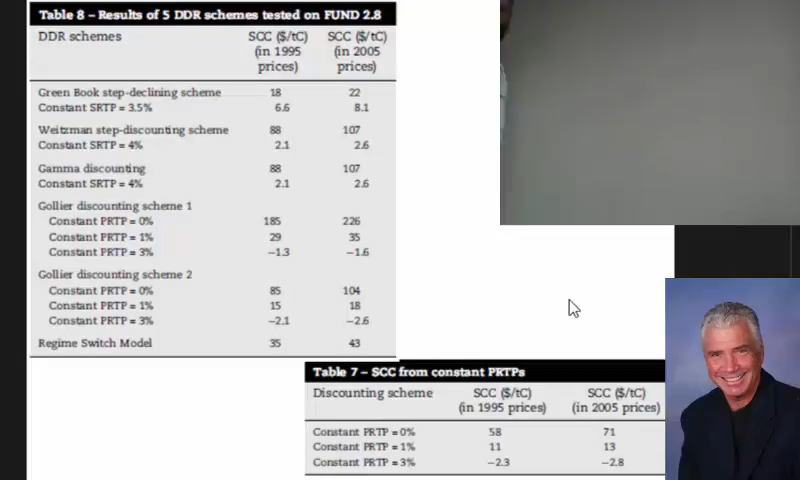 Table 8 – Results of 5 DDR schemes tested on FUND 2.8
DDR schemes SCC ($/tC) (in 1995 prices) SCC ($/tC) (in 2005 prices)
Green Book step-declining scheme 18 22
Constant SRTP = 3.5% 6.6 8.1
Weitzman step-discounting scheme 88 107
Constant SRTP = 4% 2.1 2.6
Gamma discounting 88 107
Constant SRTP = 4% 2.1 2.6
Gollier discounting scheme 1
Constant PRTP = 0% 185 226
Constant PRTP = 1% 29 35
Constant PRTP = 3% −1.3 −1.6
Gollier discounting scheme 2
Constant PRTP = 0% 85 104
Constant PRTP = 1% 15 18
Constant PRTP = 3% −2.1 −2.6
Regime Switch Model 35 43
Table 7 – SCC from constant PRTPs
Discounting scheme SCC ($/tC) (in 1995 prices) SCC ($/tC) (in 2005 prices)
Constant PRTP = 0% 58 71
Constant PRTP = 1% 11 13
Constant PRTP = 3% −2.3 −2.8